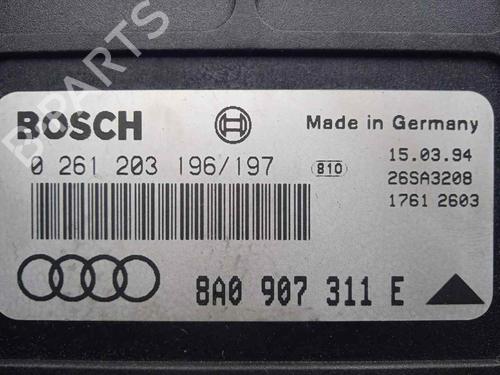 B-PARTS
BOSCH
Made in Germany
0 261 203 196/197
810
15.03.94
26SA3208
1761 2603
8A0 907 311 E